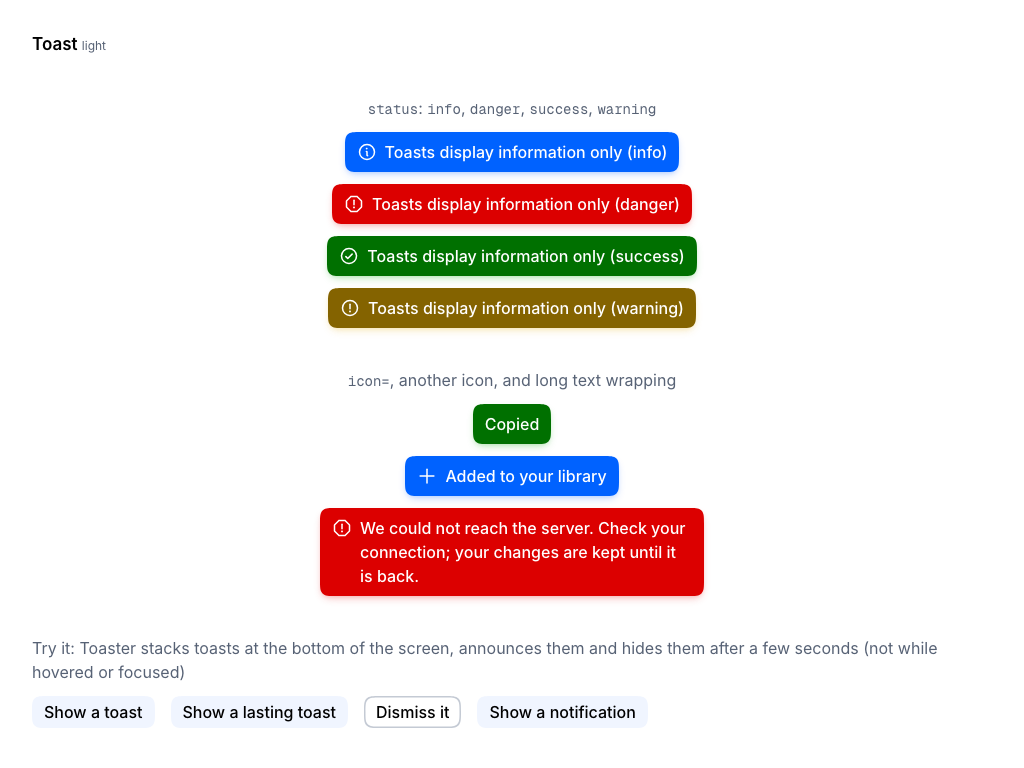 Toast light
status: info, danger, success, warning
Toasts display information only (info)
Toasts display information only (danger)
Toasts display information only (success)
Toasts display information only (warning)
icon=, another icon, and long text wrapping
Copied
Added to your library
We could not reach the server. Check your
connection; your changes are kept until it
is back.
Try it: Toaster stacks toasts at the bottom of the screen, announces them and hides them after a few seconds (not while
hovered or focused)
Show a toast Show a lasting toast Dismiss it Show a notification